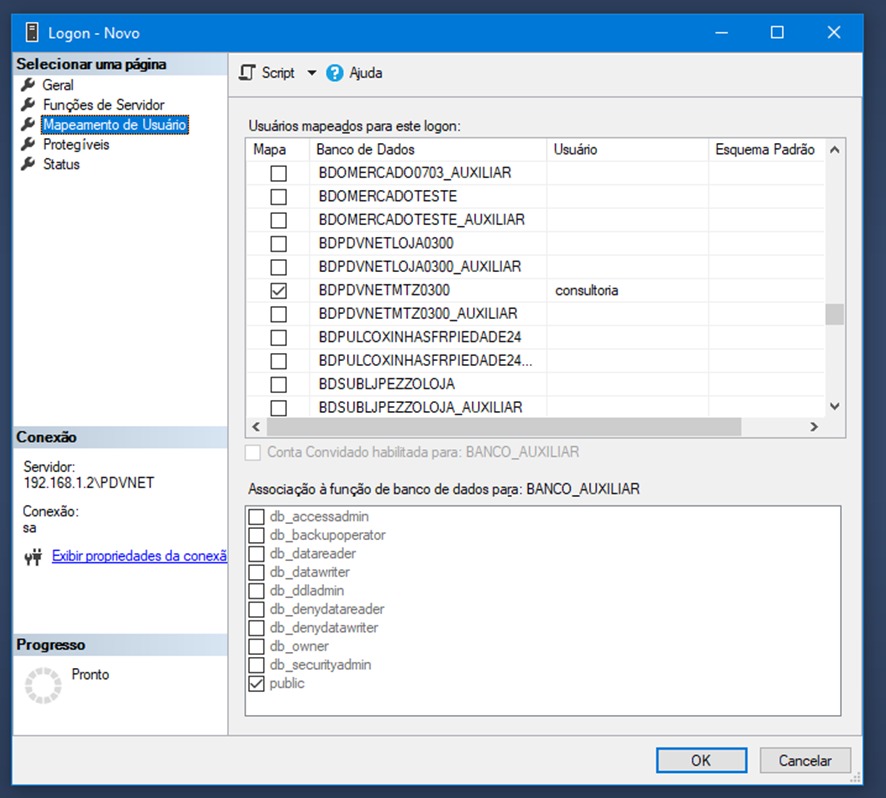 Logon - Novo
Selecionar uma página
Geral
Funções de Servidor
Mapeamento de Usuário
Protegíveis
Status
Script
Ajuda
Usuários mapeados para este logon:
Mapa Banco de Dados Usuário Esquema Padrão
BDOMERCADO0703_AUXILIAR
BDOMERCADOTESTE
BDOMERCADOTESTE_AUXILIAR
BDPDVNETLOJA0300
BDPDVNETLOJA0300_AUXILIAR
BDPDVNETMTZ0300 consultoria
BDPDVNETMTZ0300_AUXILIAR
BDPULCOXINHASFRPIEDADE24
BDPULCOXINHASFRPIEDADE24...
BDSUBLJPEZZOLOJA
BDSUBLJPEZZOLOJA_AUXILIAR
Conta Convidado habilitada para: BANCO_AUXILIAR
Associação à função de banco de dados para: BANCO_AUXILIAR
db_accessadmin
db_backupoperator
db_datareader
db_datawriter
db_ddladmin
db_denydatareader
db_denydatawriter
db_owner
db_securityadmin
public
Conexão
Servidor:
192.168.1.2\PDVNET
Conexão:
sa
Exibir propriedades da conexã
Progresso
Pronto
OK
Cancelar